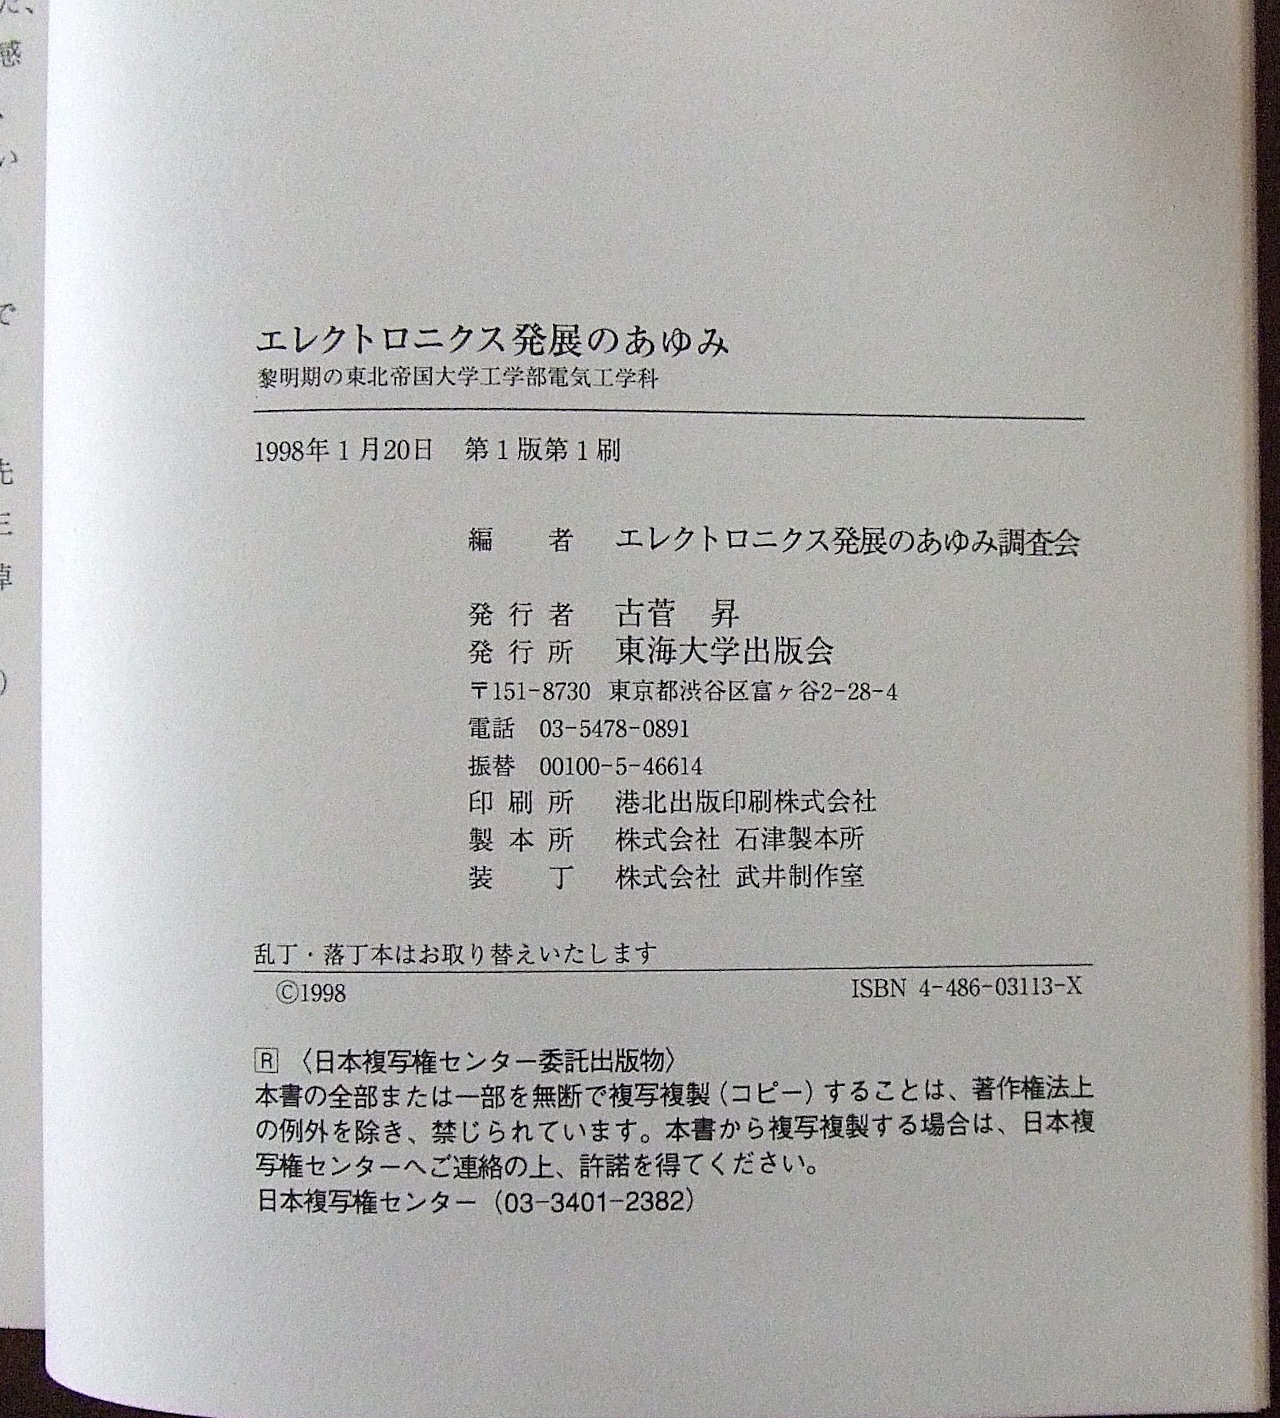 エレクトロニクス発展のあゆみ
黎明期の東北帝国大学工学部電気工学科
1998年1月20日　第1版第1刷
編　者　エレクトロニクス発展のあゆみ調査会
発行者　古菅　昇
発行所　東海大学出版会
〒151-8730 東京都渋谷区富ヶ谷2-28-4
電話　03-5478-0891
振替　00100-5-46614
印刷所　港北出版印刷株式会社
製本所　株式会社 石津製本所
装　丁　株式会社 武井制作室
乱丁・落丁本はお取り替えいたします
©1998　ISBN 4-486-03113-X
🅁〈日本複写権センター委託出版物〉
本書の全部または一部を無断で複写複製（コピー）することは、著作権法上
の例外を除き、禁じられています。本書から複写複製する場合は、日本複
写権センターへご連絡の上、許諾を得てください。
日本複写権センター（03-3401-2382）